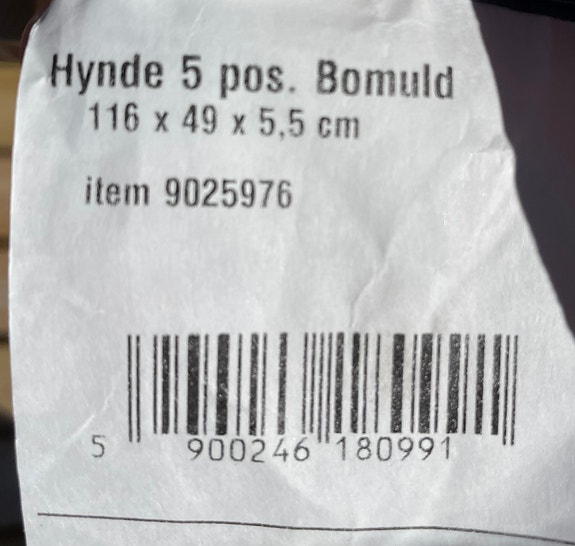 Hynde 5 pos. Bomuld
116 x 49 x 5,5 cm
item 9025976
5 900246 180991